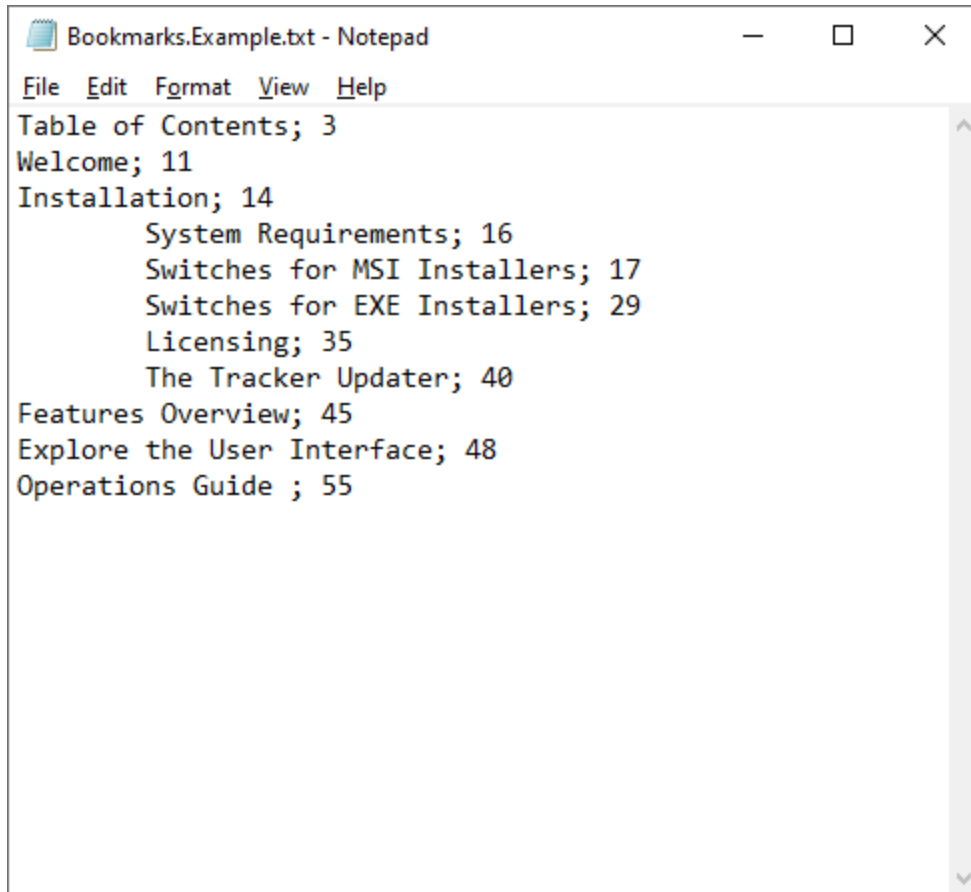 Bookmarks.Example.txt - Notepad
File Edit Format View Help
Table of Contents; 3
Welcome; 11
Installation; 14
	System Requirements; 16
	Switches for MSI Installers; 17
	Switches for EXE Installers; 29
	Licensing; 35
	The Tracker Updater; 40
Features Overview; 45
Explore the User Interface; 48
Operations Guide ; 55